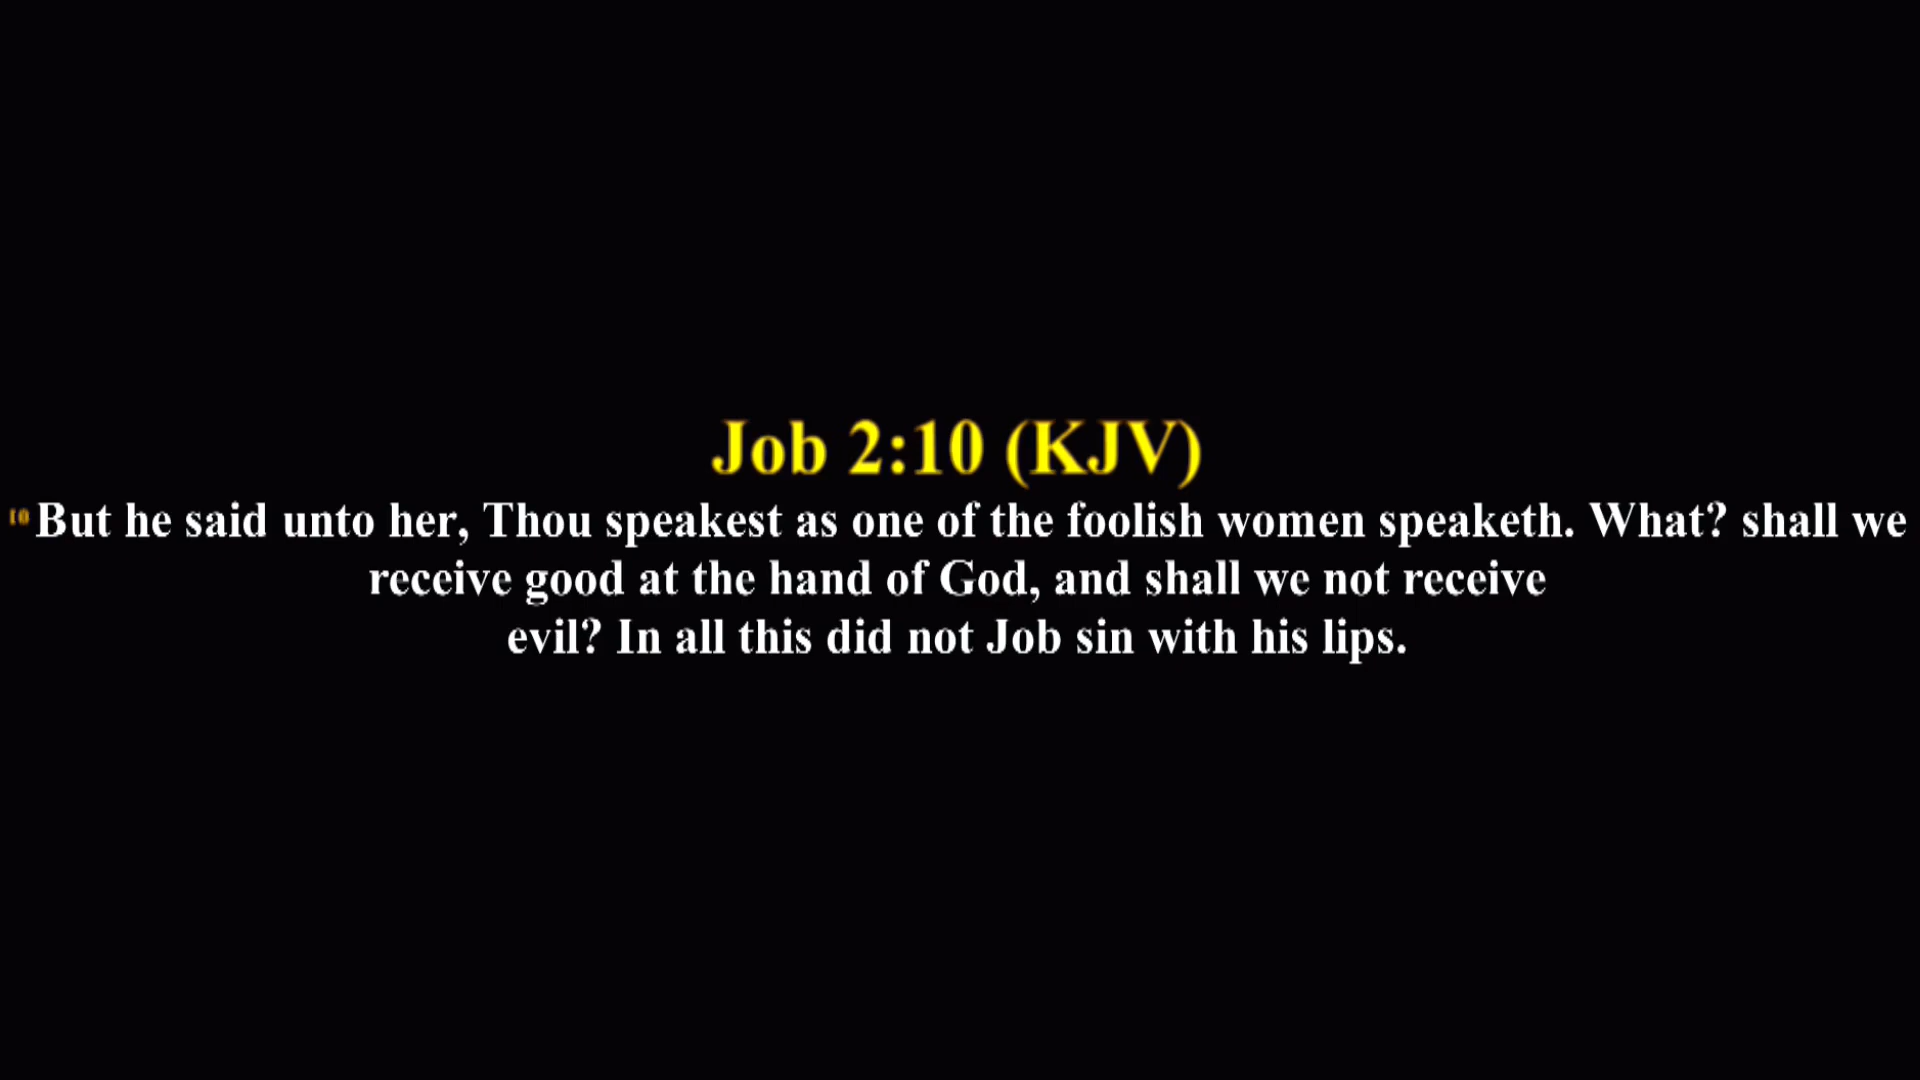 Job 2:10 (KJV)
10 But he said unto her, Thou speakest as one of the foolish women speaketh. What? shall we
receive good at the hand of God, and shall we not receive
evil? In all this did not Job sin with his lips.